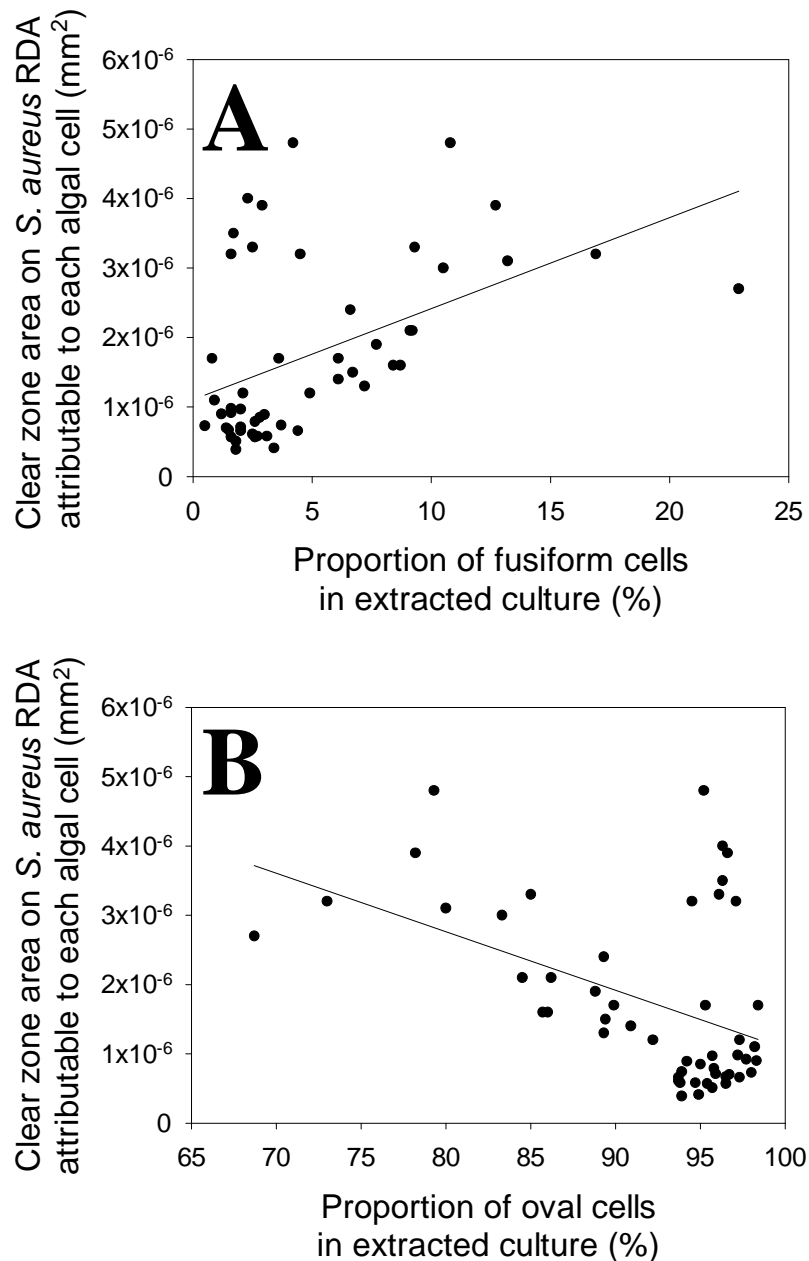 Clear zone area on S. aureus RDA
attributable to each algal cell (mm²)
A
6x10⁻⁶
5x10⁻⁶
4x10⁻⁶
3x10⁻⁶
2x10⁻⁶
1x10⁻⁶
0
0 5 10 15 20 25
Proportion of fusiform cells
in extracted culture (%)
Clear zone area on S. aureus RDA
attributable to each algal cell (mm²)
B
6x10⁻⁶
5x10⁻⁶
4x10⁻⁶
3x10⁻⁶
2x10⁻⁶
1x10⁻⁶
0
65 70 75 80 85 90 95 100
Proportion of oval cells
in extracted culture (%)